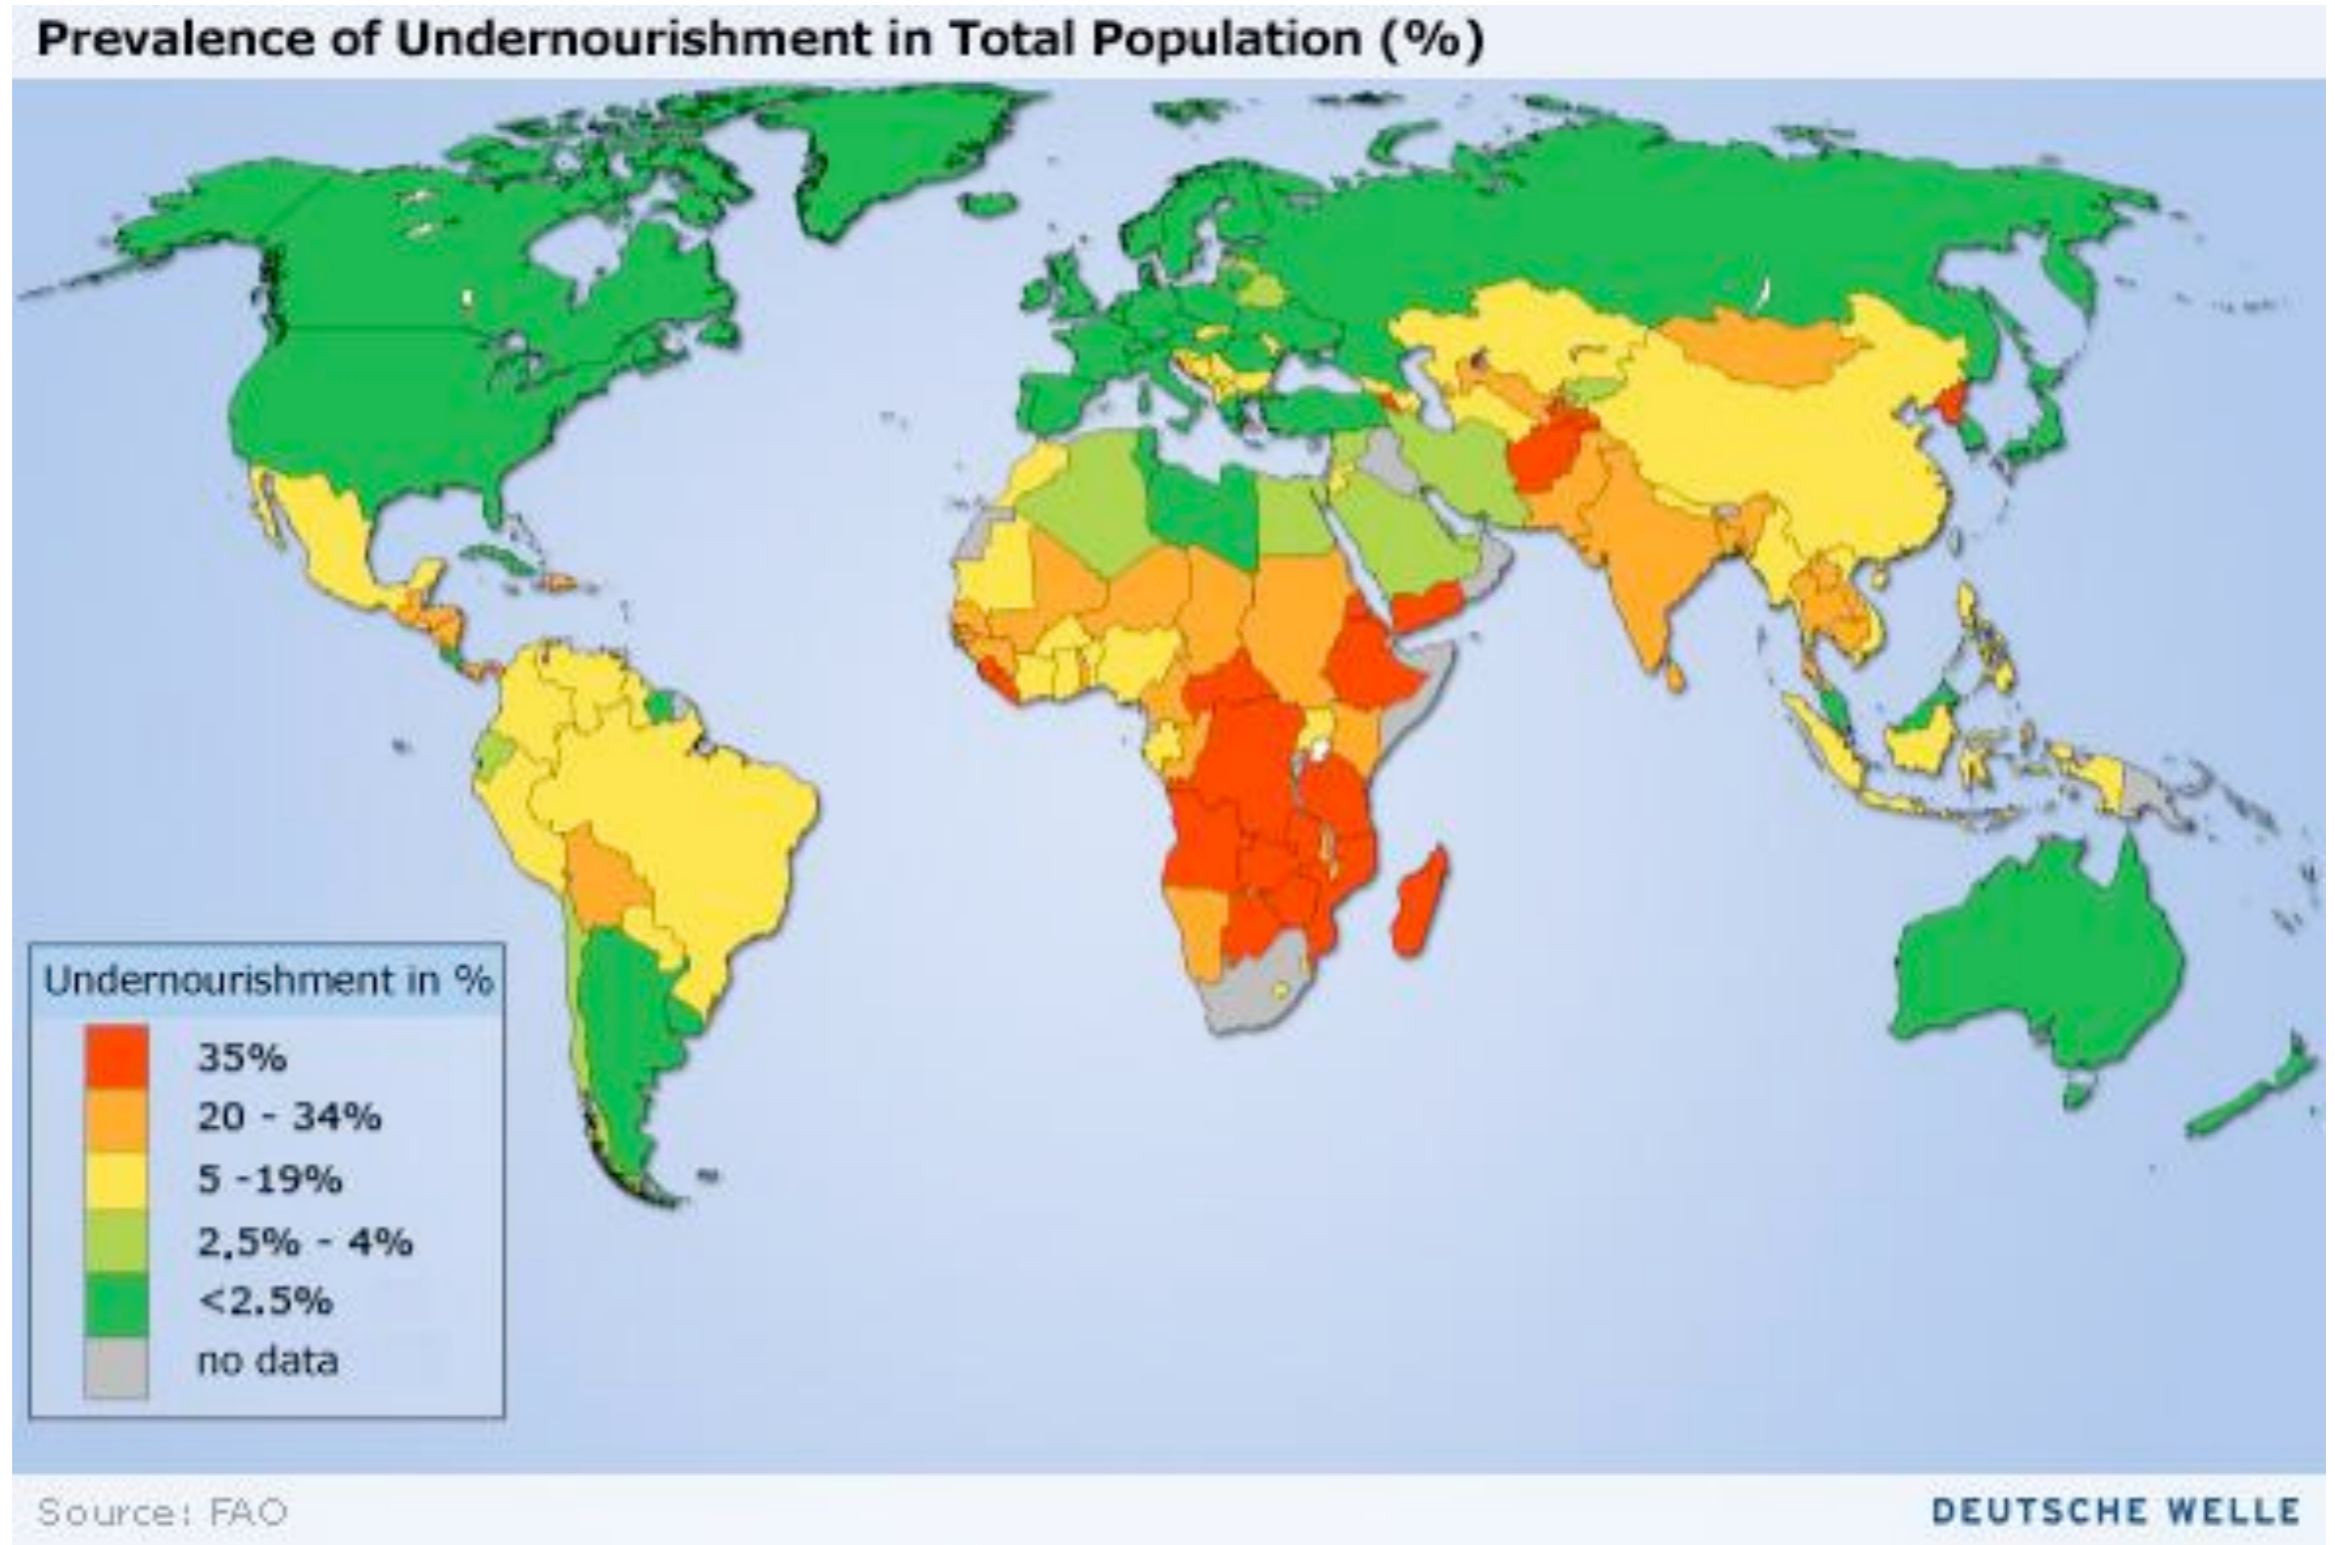 Prevalence of Undernourishment in Total Population (%)
Undernourishment in %
35%
20 - 34%
5 -19%
2,5% - 4%
<2.5%
no data
Source: FAO
DEUTSCHE WELLE